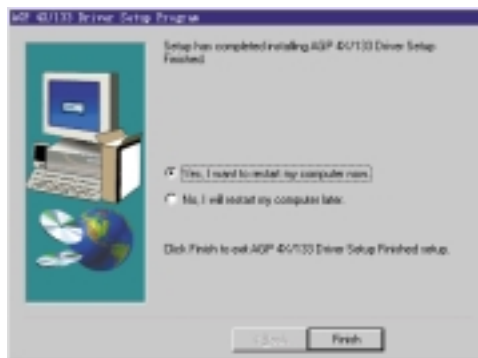 AGP 4X/133 Driver Setup Program
Setup has completed installing AGP 4X/133 Driver Setup
Finished.
Yes, I want to restart my computer now.
No, I will restart my computer later.
Click Finish to exit AGP 4X/133 Driver Setup Finished setup.
< Back
Finish